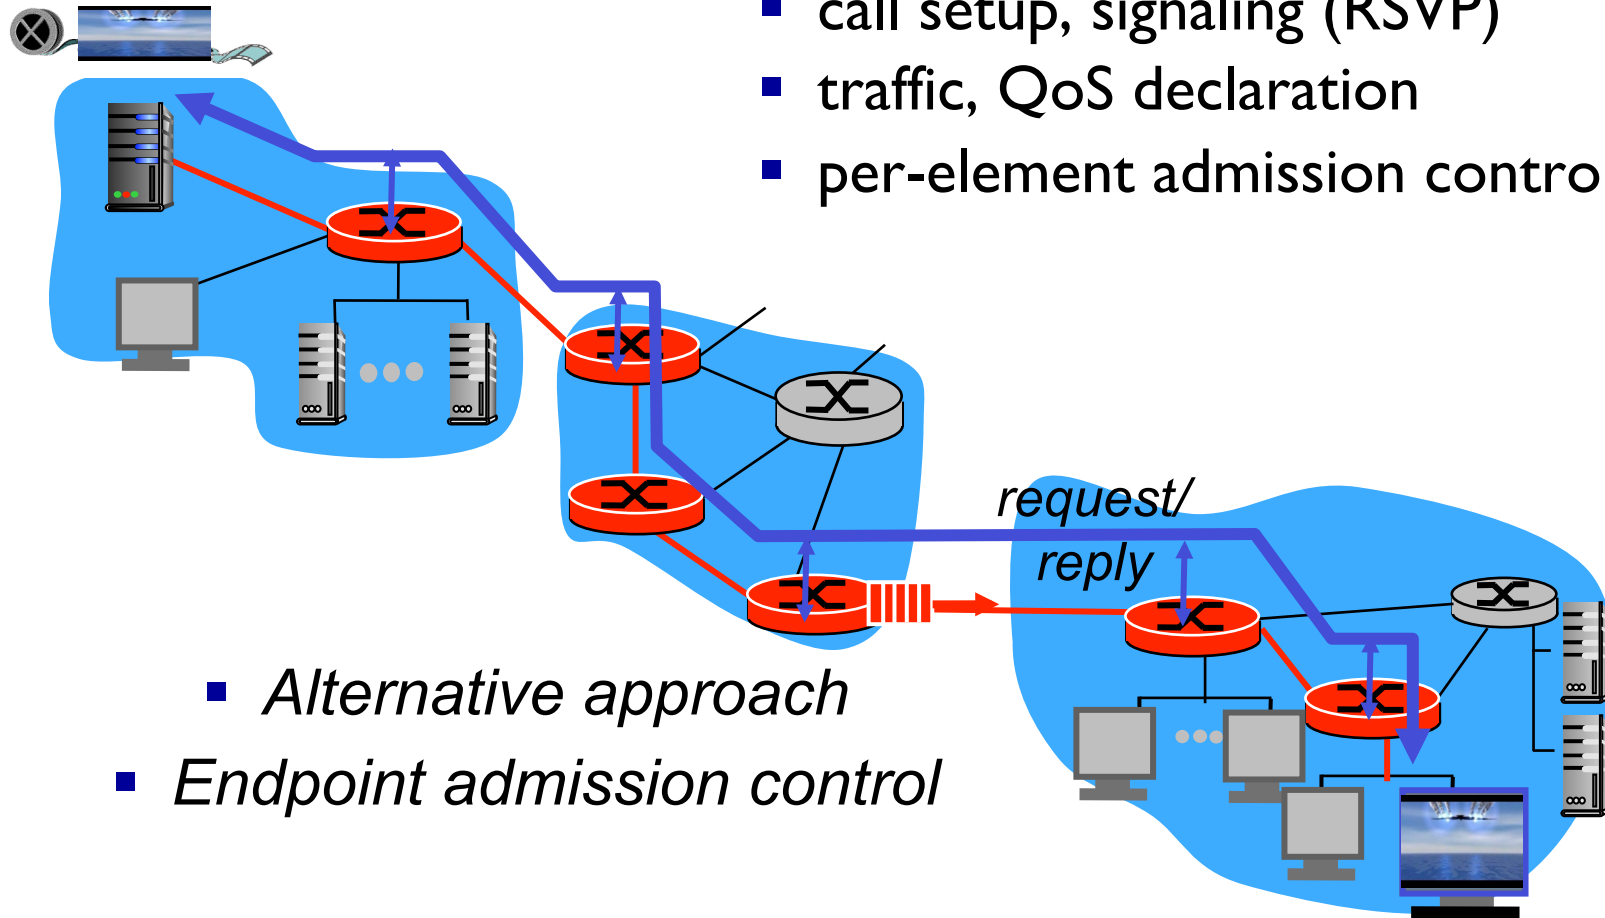 call setup, signaling (RSVP)
traffic, QoS declaration
per-element admission contro
request/
reply
Alternative approach
Endpoint admission control